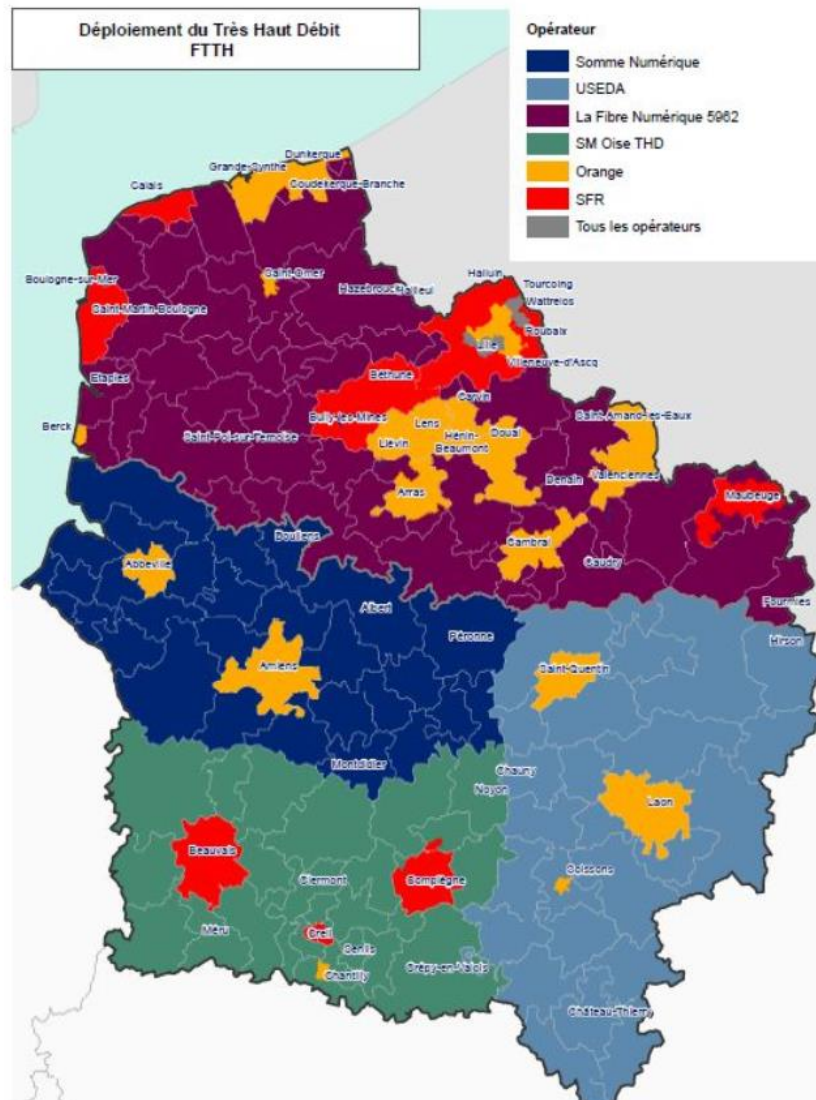 Déploiement du Très Haut Débit
FTTH
Opérateur
Somme Numérique
USEDA
La Fibre Numérique 5962
SM Oise THD
Orange
SFR
Tous les opérateurs
Dunkerque
Grande-Synthe
Calais
Coudekerque-Branche
Saint-Omer
Boulogne-sur-Mer
Hazebrouck
Bailleul
Halluin
Tourcoing
Saint-Martin-Boulogne
Wattrelos
Roubaix
Lille
Villeneuve-d'Ascq
Etaples
Béthune
Carvin
Berck
Bully-les-Mines
Lens
Saint-Amand-les-Eaux
Saint-Pol-sur-Ternoise
Liévin
Hénin-
Beaumont
Douai
Denain
Valenciennes
Arras
Maubeuge
Doullens
Cambrai
Caudry
Abbeville
Albert
Fourmies
Péronne
Hirson
Amiens
Saint-Quentin
Montdidier
Chauny
Noyon
Laon
Beauvais
Clermont
Compiègne
Soissons
Méru
Creil
Senlis
Chantilly
Crépy-en-Valois
Château-Thierry